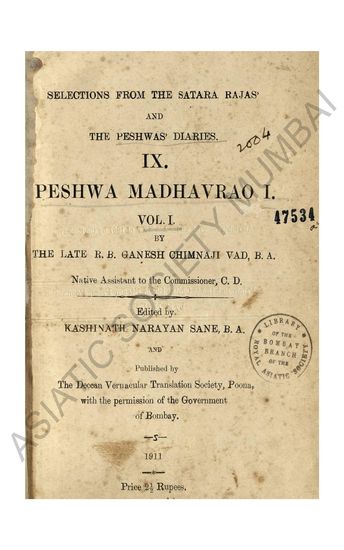 SELECTIONS FROM THE SATARA RAJAS'
AND
THE PESHWAS' DIARIES.
2004
IX.
PESHWA MADHAVRAO I.
VOL. I.
47534
BY
THE LATE R. B. GANESH CHIMNAJI VAD, B. A.
Native Assistant to the Commissioner, C. D.
Edited by
KASHINATH NARAYAN SANE, B. A.
AND
Published by
The Deccan Vernacular Translation Society, Poona,
with the permission of the Government
of Bombay.
LIBRARY
OF THE
BOMBAY
BRANCH
OF THE
ROYAL ASIATIC SOCIETY
1911
Price 2½ Rupees.
ASIATIC SOCIETY MUMBAI